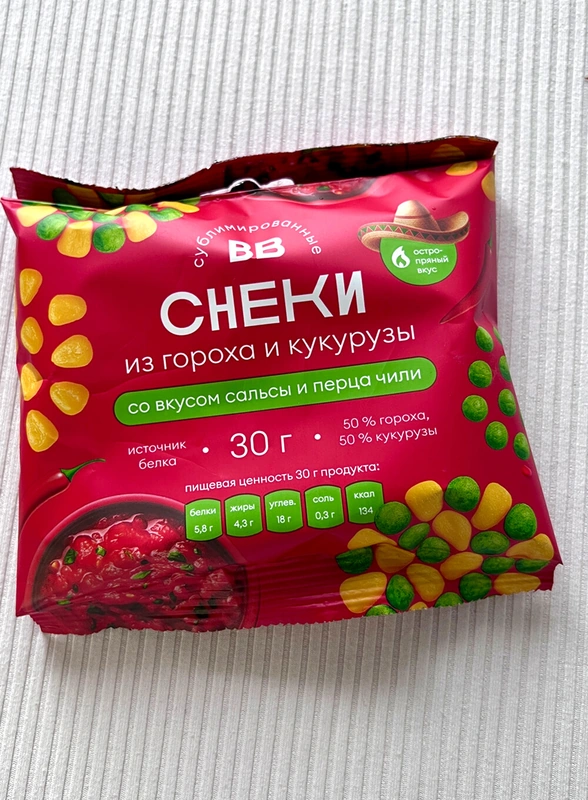 сублимированные
BB
остро-
пряный
вкус
СНЕКИ
из гороха и кукурузы
со вкусом сальсы и перца чили
источник
белка
• 30 г •
50 % гороха,
50 % кукурузы
пищевая ценность 30 г продукта:
белки жиры углев. соль ккал
5,8 г 4,3 г 18 г 0,3 г 134